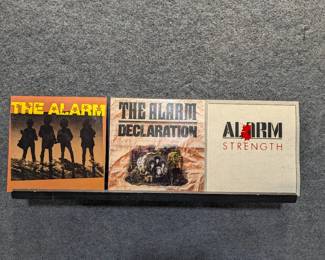 THE ALARM
THE ALARM
DECLARATION
ALARM
STRENGTH